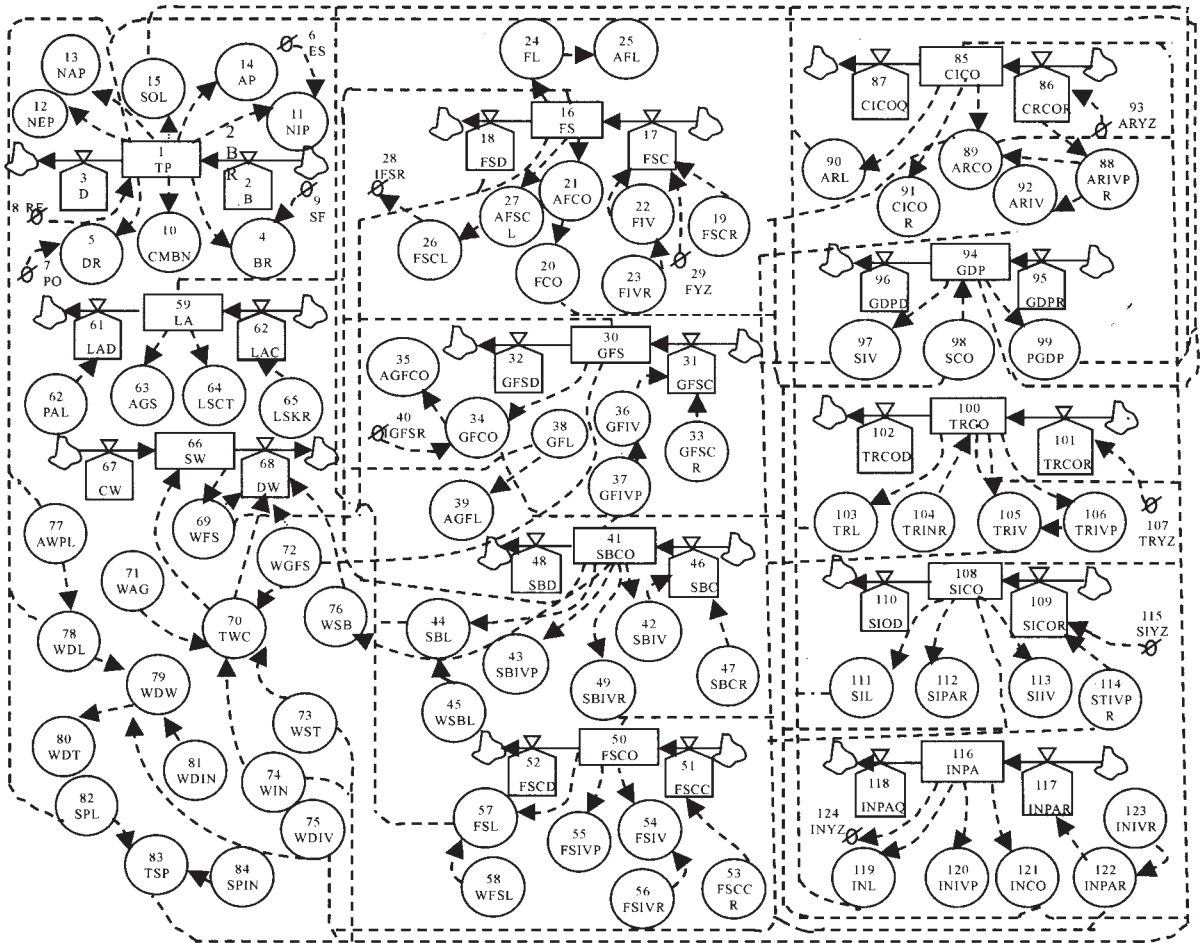 13
NAP
15
SOL
14
AP
6
ES
12
NEP
11
NIP
2
B
R
1
TP
3
D
2
B
9
SF
8 RF
5
DR
10
CMBN
4
BR
7
PO
59
LA
61
LAD
62
LAC
62
PAL
63
AGS
64
LSCT
65
LSKR
66
SW
67
CW
68
DW
69
WFS
77
AWPL
72
WGFS
71
WAG
70
TWC
76
WSB
78
WDL
79
WDW
80
WDT
81
WDIN
73
WST
74
WIN
75
WDIV
82
SPL
83
TSP
84
SPIN
24
FL
25
AFL
16
FS
18
FSD
17
FSC
28
IFSR
27
AFSC
L
21
AFCO
22
FIV
19
FSCR
26
FSCL
20
FCO
23
FIVR
29
FYZ
30
GFS
32
GFSD
31
GFSC
35
AGFCO
40
IGFSR
34
GFCO
38
GFL
36
GFIV
33
GFSC
R
39
AGFL
37
GFIVP
41
SBCO
48
SBD
46
SBC
44
SBL
43
SBIVP
42
SBIV
47
SBCR
49
SBIVR
45
WSBL
50
FSCO
52
FSCD
51
FSCC
57
FSL
55
FSIVP
54
FSIV
58
WFSL
56
FSIVR
53
FSCC
R
85
CICO
87
CICOQ
86
CRCOR
93
ARYZ
90
ARL
89
ARCO
88
ARIVP
R
91
CICO
R
92
ARIV
94
GDP
96
GDPD
95
GDPR
97
SIV
98
SCO
99
PGDP
100
TRGO
102
TRCOD
101
TRCOR
103
TRL
104
TRINR
105
TRIV
106
TRIVP
107
TRYZ
108
SICO
110
SIOD
109
SICOR
115
SIYZ
111
SIL
112
SIPAR
113
SIIV
114
STIVP
R
116
INPA
118
INPAQ
117
INPAR
123
INIVR
124
INYZ
119
INL
120
INIVP
121
INCO
122
INPAR